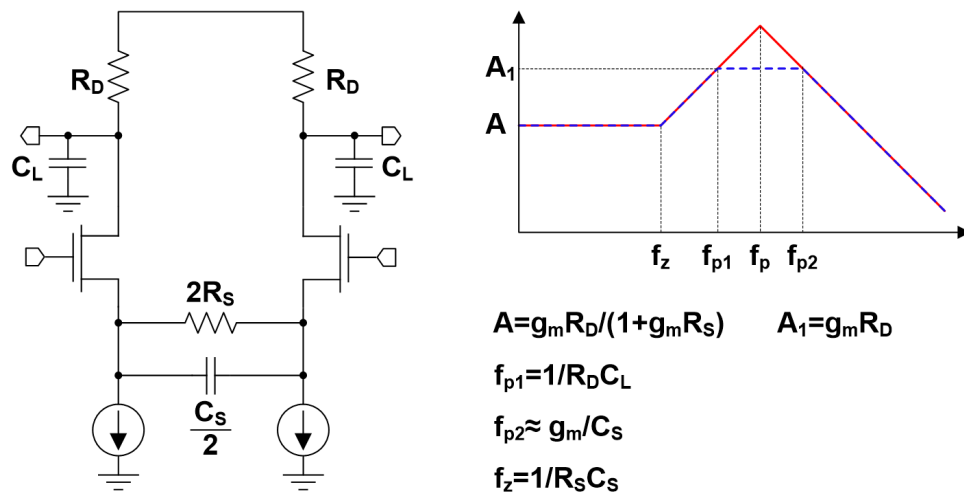 R_D
R_D
C_L
C_L
2R_S
C_S
2
A_1
A
f_z
f_p1
f_p
f_p2
A=g_mR_D/(1+g_mR_S)
A_1=g_mR_D
f_p1=1/R_DC_L
f_p2≈ g_m/C_S
f_z=1/R_SC_S